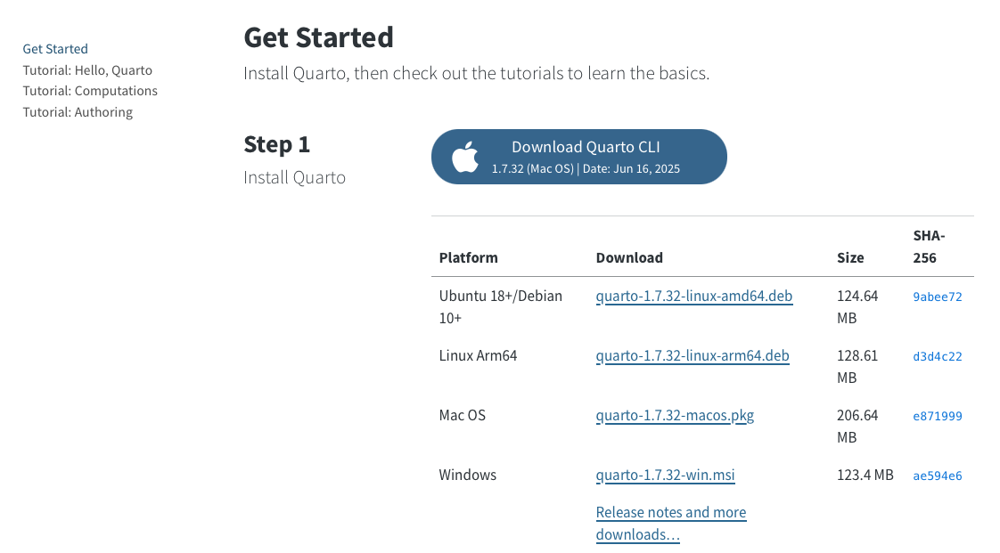 Get Started
Tutorial: Hello, Quarto
Tutorial: Computations
Tutorial: Authoring
Get Started
Install Quarto, then check out the tutorials to learn the basics.
Step 1
Install Quarto
Download Quarto CLI
1.7.32 (Mac OS) | Date: Jun 16, 2025
Platform Download Size SHA-
256
Ubuntu 18+/Debian quarto-1.7.32-linux-amd64.deb 124.64 9abee72
10+ MB
Linux Arm64 quarto-1.7.32-linux-arm64.deb 128.61 d3d4c22
MB
Mac OS quarto-1.7.32-macos.pkg 206.64 e871999
MB
Windows quarto-1.7.32-win.msi 123.4 MB ae594e6
Release notes and more
downloads...